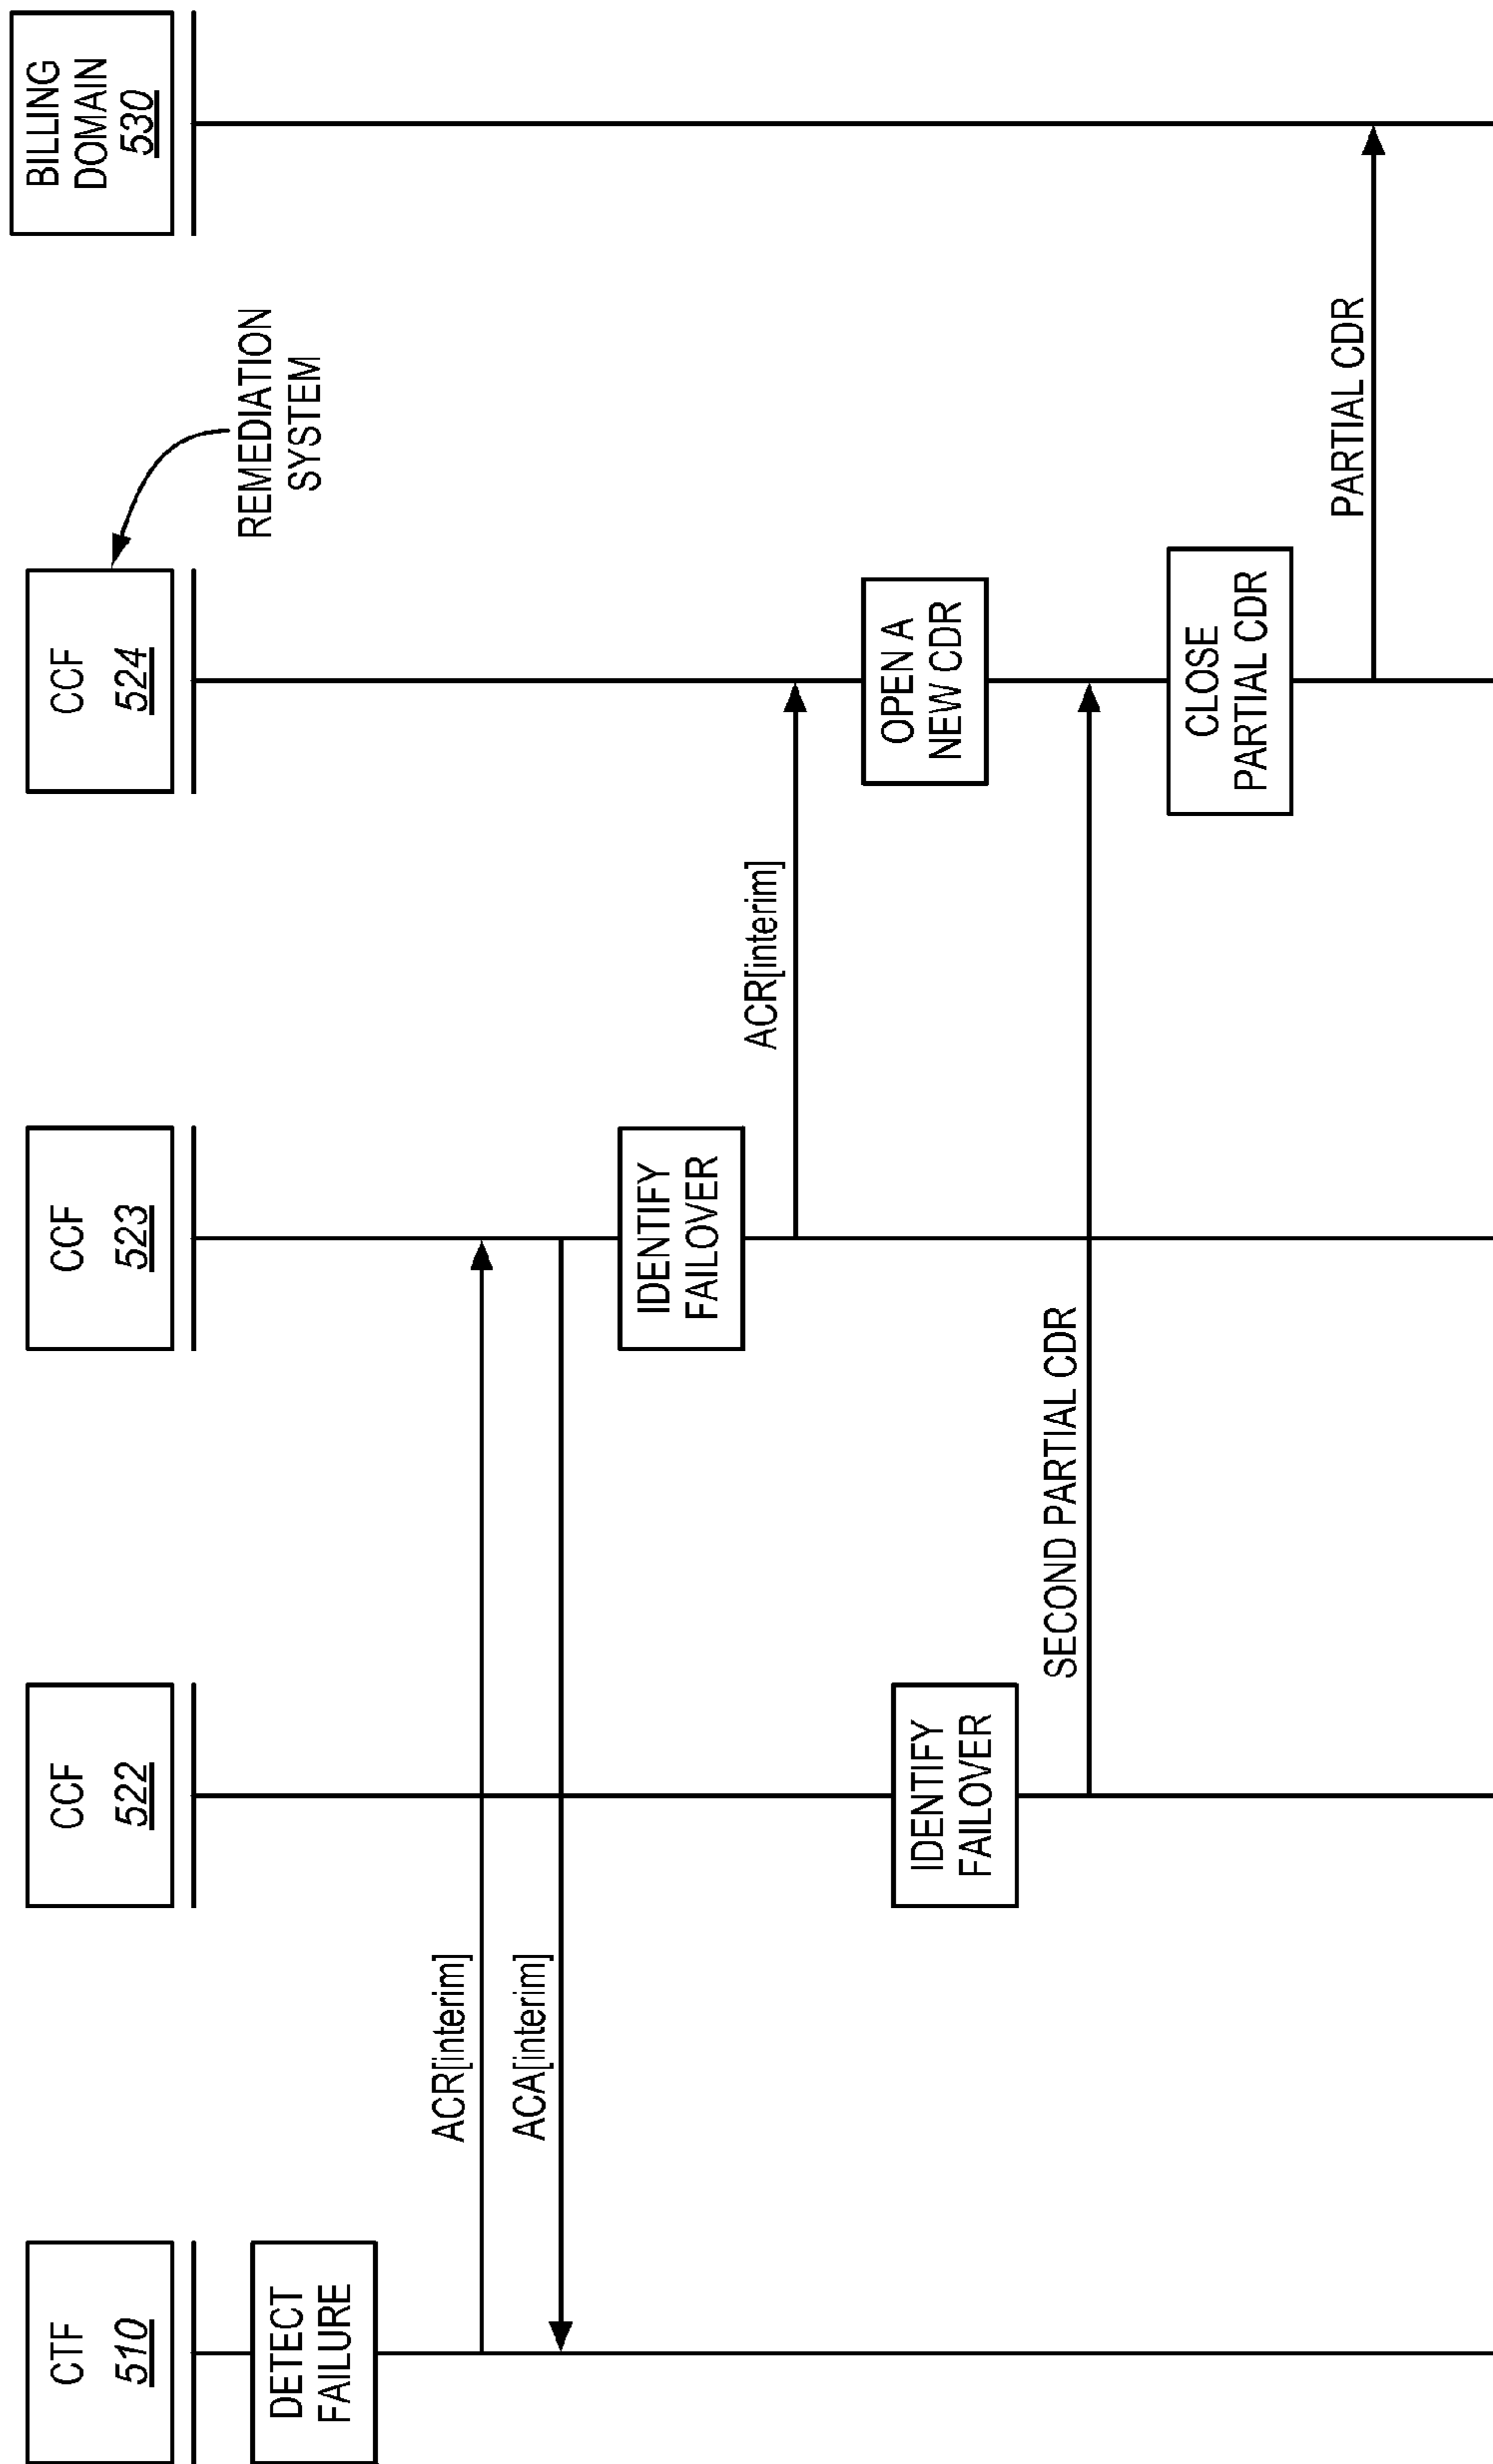 CTF
510
CCF
522
CCF
523
CCF
524
BILLING
DOMAIN
530
REMEDIATION
SYSTEM
DETECT
FAILURE
ACR[interim]
ACA[interim]
IDENTIFY
FAILOVER
ACR[interim]
OPEN A
NEW CDR
IDENTIFY
FAILOVER
SECOND PARTIAL CDR
CLOSE
PARTIAL CDR
PARTIAL CDR